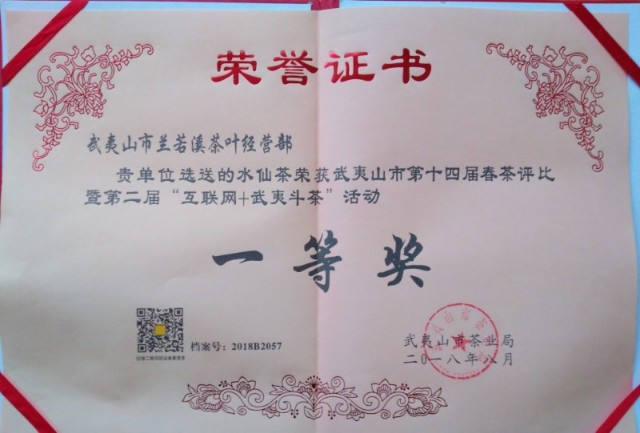 荣誉证书
武夷山市兰若溪茶叶经营部
贵单位选送的水仙茶荣获武夷山市第十四届春茶评比
暨第二届“互联网+武夷斗茶”活动
一等奖
档案号：2018B2057
武夷山市茶业局
二〇一八年八月